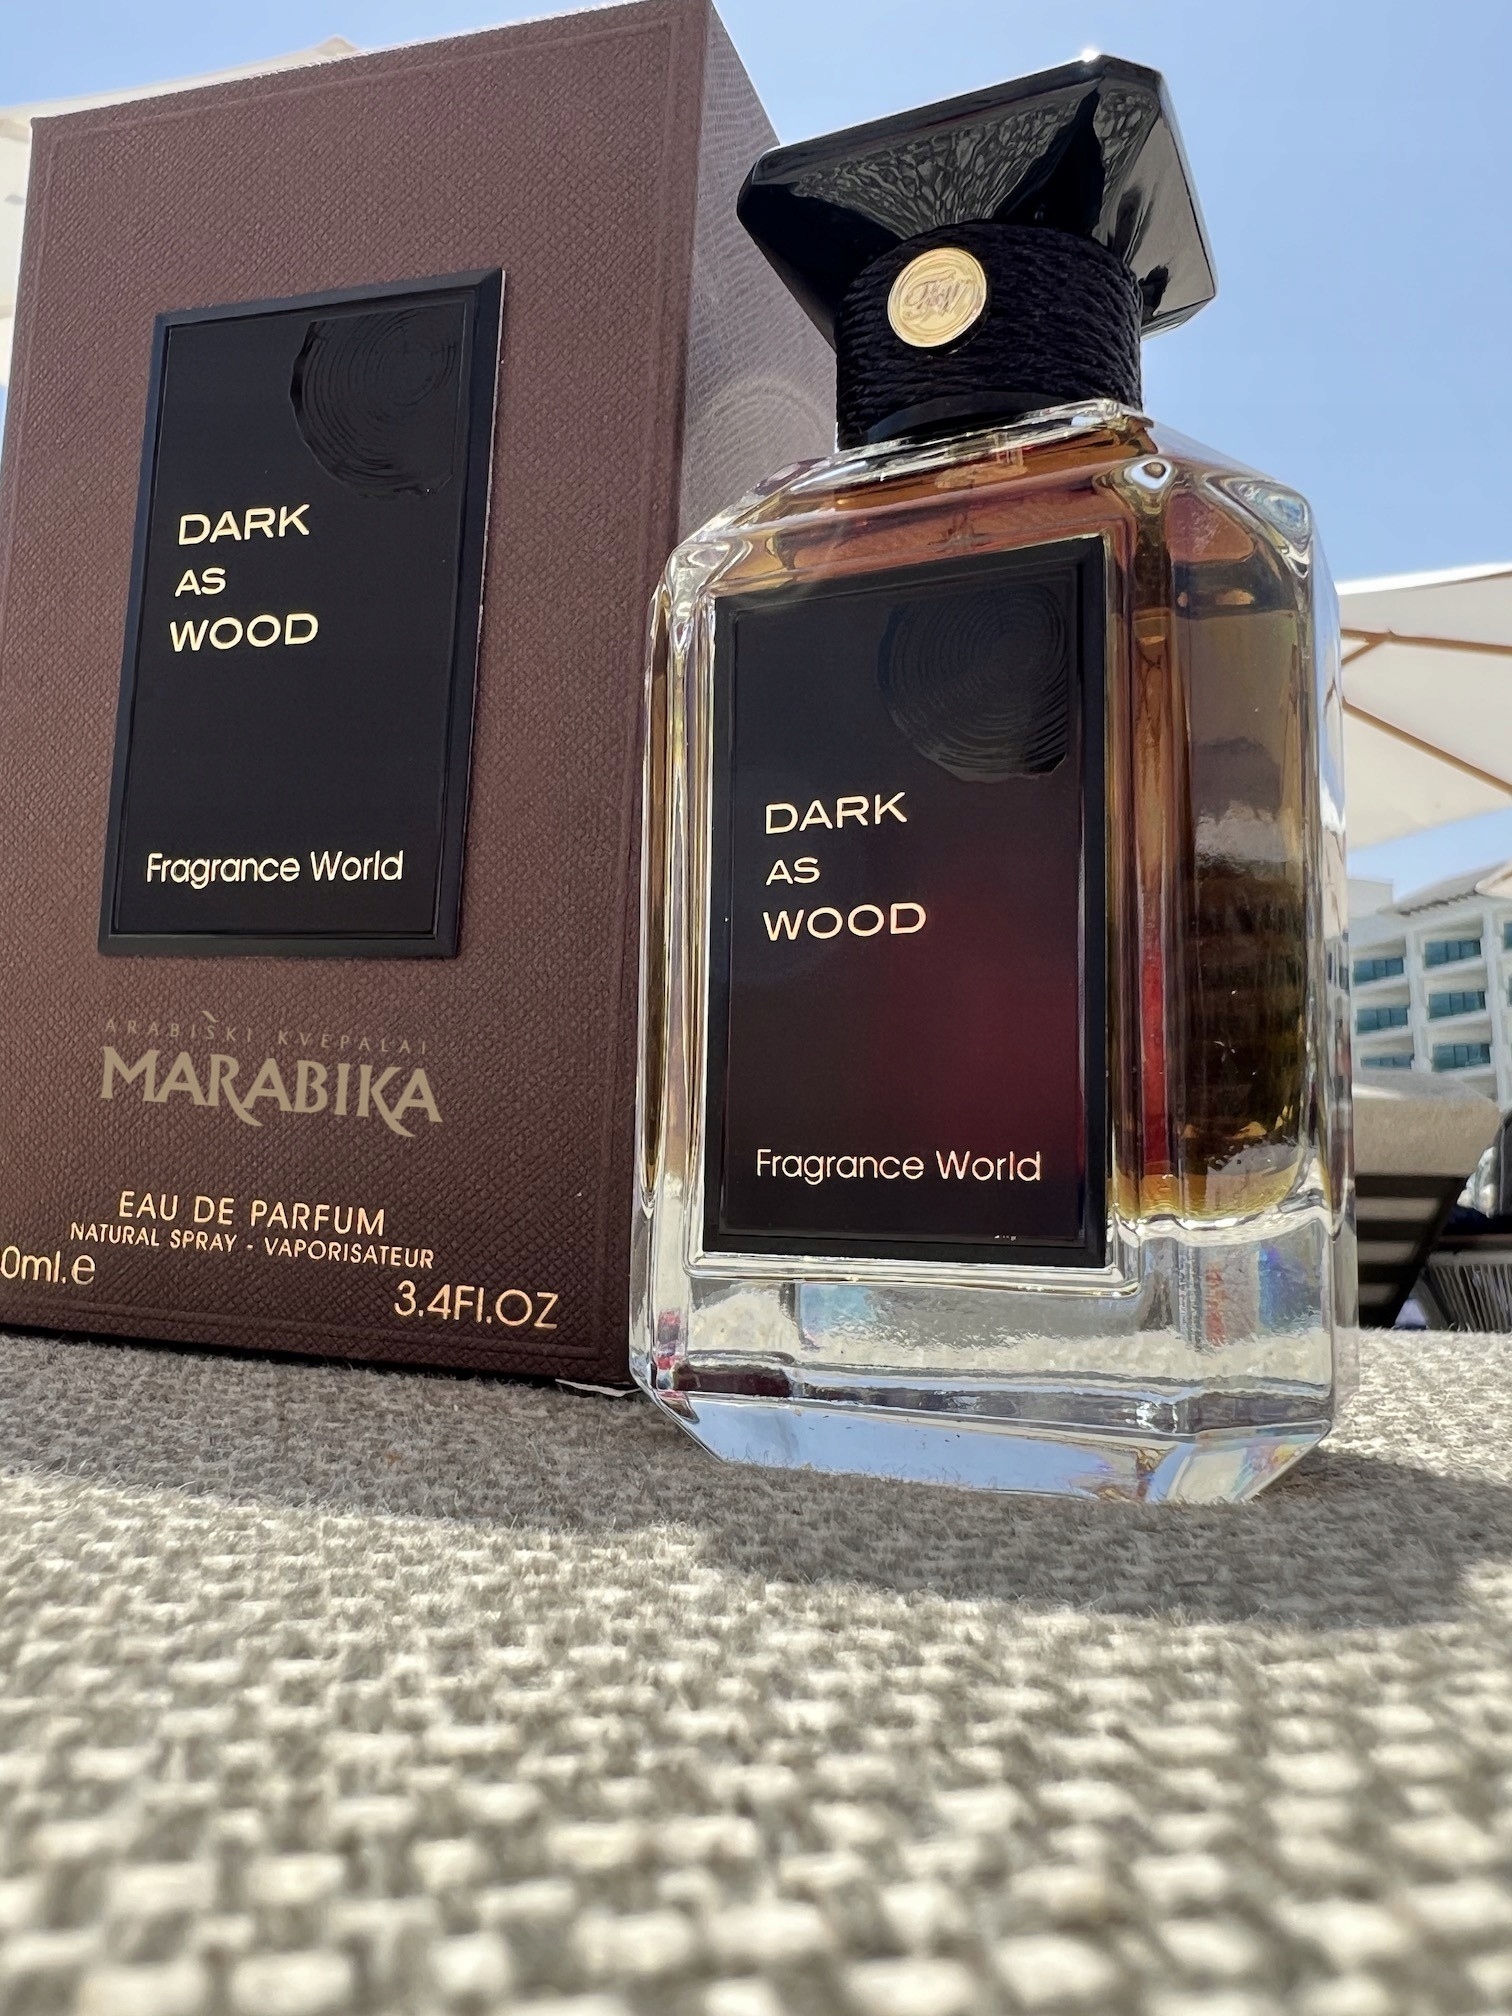 DARK
AS
WOOD
Fragrance World
ARABIŠKI KVEPALAI
MARABIKA
EAU DE PARFUM
NATURAL SPRAY - VAPORISATEUR
0ml.e
3.4Fl.OZ
FW
DARK
AS
WOOD
Fragrance World